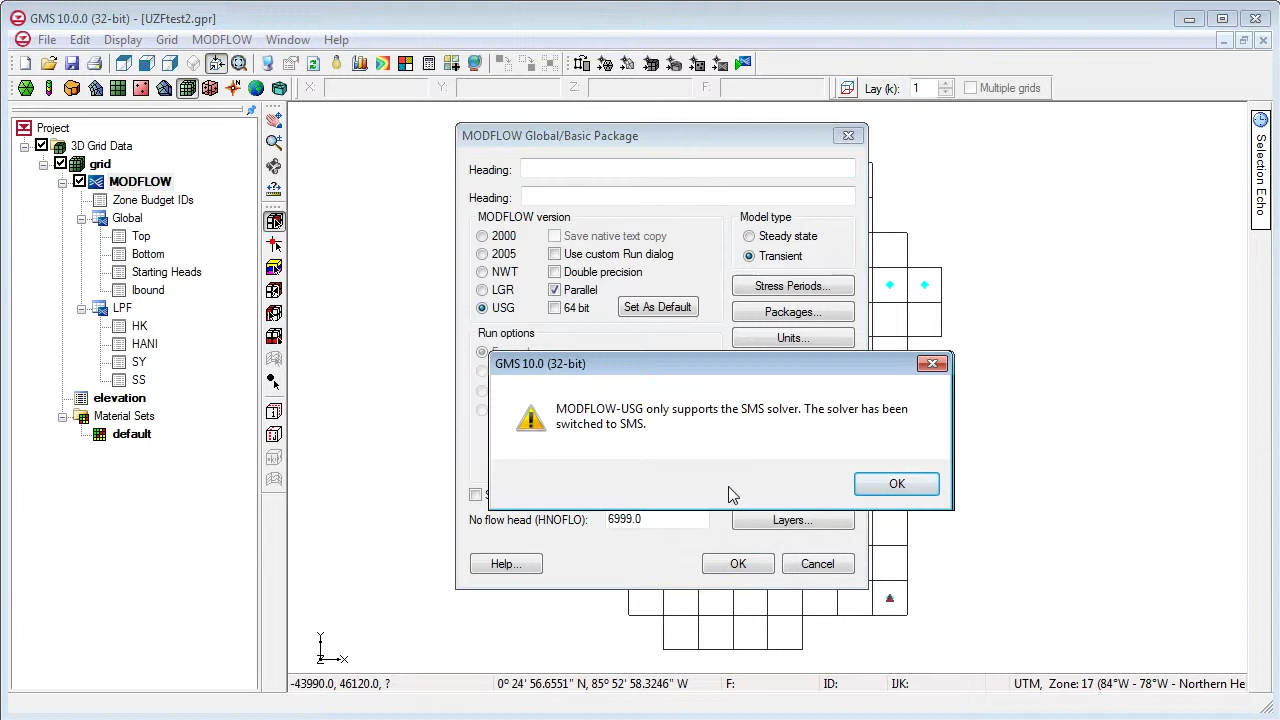 GMS 10.0.0 (32-bit) - [UZFtest2.gpr]
File Edit Display Grid MODFLOW Window Help
X: Y: Z: F: Lay (k): 1 Multiple grids
Project
3D Grid Data
grid
MODFLOW
Zone Budget IDs
Global
Top
Bottom
Starting Heads
Ibound
LPF
HK
HANI
SY
SS
elevation
Material Sets
default
MODFLOW Global/Basic Package
Heading:
Heading:
MODFLOW version
2000 Save native text copy
2005 Use custom Run dialog
NWT Double precision
LGR Parallel
USG 64 bit Set As Default
Model type
Steady state
Transient
Stress Periods...
Packages...
Units...
Run options
GMS 10.0 (32-bit)
MODFLOW-USG only supports the SMS solver. The solver has been
switched to SMS.
OK
No flow head (HNOFLO): 6999.0 Layers...
Help... OK Cancel
Selection Echo
Y
Z X
-43990.0, 46120.0, ? 0° 24' 56.6551" N, 85° 52' 58.3246" W F: ID: IJK: UTM, Zone: 17 (84°W - 78°W - Northern He